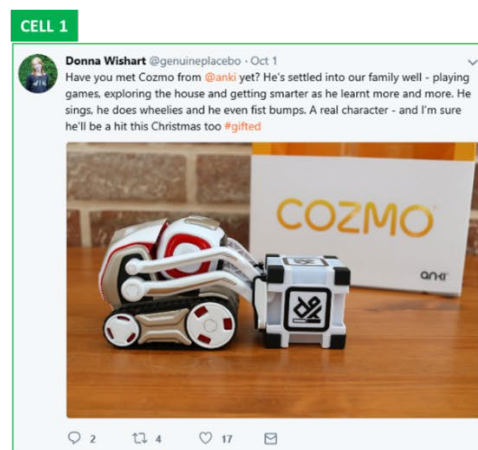 CELL 1
Donna Wishart @genuineplacebo · Oct 1
Have you met Cozmo from @anki yet? He's settled into our family well - playing
games, exploring the house and getting smarter as he learnt more and more. He
sings, he does wheelies and he even fist bumps. A real character - and I'm sure
he'll be a hit this Christmas too #gifted
COZMO
anki
2 4 17